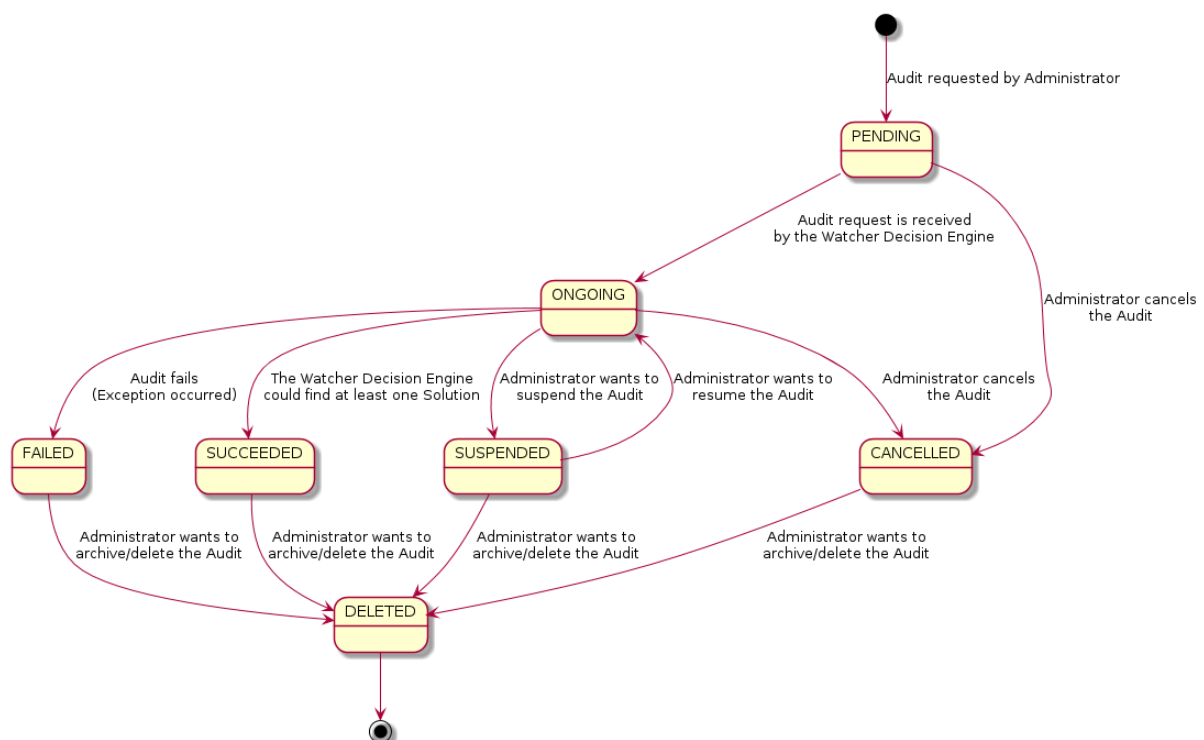 Audit requested by Administrator
PENDING
Audit request is received
by the Watcher Decision Engine
ONGOING
Administrator cancels
the Audit
Audit fails
(Exception occurred)
The Watcher Decision Engine
could find at least one Solution
Administrator wants to
suspend the Audit
Administrator wants to
resume the Audit
Administrator cancels
the Audit
FAILED
SUCCEEDED
SUSPENDED
CANCELLED
Administrator wants to
archive/delete the Audit
Administrator wants to
archive/delete the Audit
Administrator wants to
archive/delete the Audit
Administrator wants to
archive/delete the Audit
DELETED